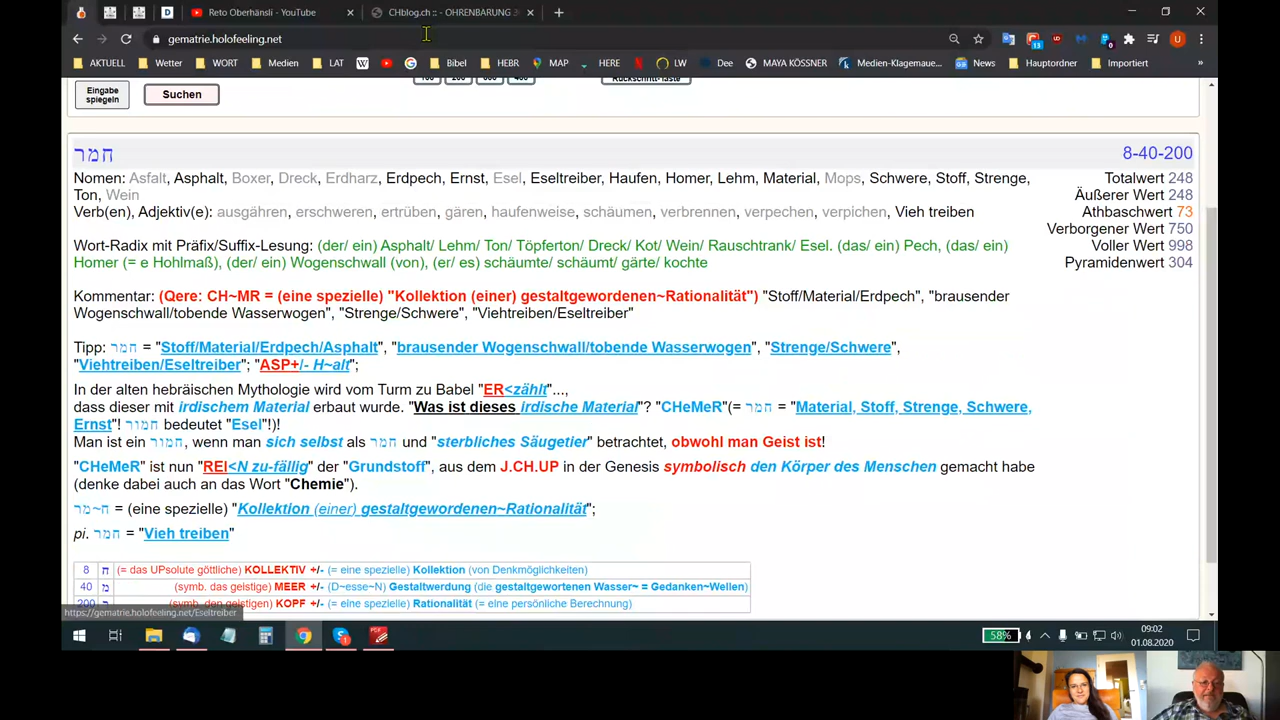 Reto Oberhänsli - YouTube
CHblog.ch :: - OHRENBARUNG
gematrie.holofeeling.net
AKTUELL Wetter WORT Medien LAT Bibel HEBR MAP HERE LW Dee MAYA KÖSSNER Medien-Klagemaue... News Hauptordner Importiert »
Rückschritt-Taste
Eingabe
spiegeln
Suchen
חמר 8-40-200
Nomen: Asfalt, Asphalt, Boxer, Dreck, Erdharz, Erdpech, Ernst, Esel, Eseltreiber, Haufen, Homer, Lehm, Material, Mops, Schwere, Stoff, Strenge, Totalwert 248
Ton, Wein Äußerer Wert 248
Verb(en), Adjektiv(e): ausgähren, erschweren, ertrüben, gären, haufenweise, schäumen, verbrennen, verpechen, verpichen, Vieh treiben Athbaschwert 73
Verborgener Wert 750
Wort-Radix mit Präfix/Suffix-Lesung: (der/ ein) Asphalt/ Lehm/ Ton/ Töpferton/ Dreck/ Kot/ Wein/ Rauschtrank/ Esel. (das/ ein) Pech, (das/ ein) Voller Wert 998
Homer (= e Hohlmaß), (der/ ein) Wogenschwall (von), (er/ es) schäumte/ schäumt/ gärte/ kochte Pyramidenwert 304
Kommentar: (Qere: CH~MR = (eine spezielle) "Kollektion (einer) gestaltgewordenen~Rationalität") "Stoff/Material/Erdpech", "brausender
Wogenschwall/tobende Wasserwogen", "Strenge/Schwere", "Viehtreiben/Eseltreiber"
Tipp: חמר = "Stoff/Material/Erdpech/Asphalt", "brausender Wogenschwall/tobende Wasserwogen", "Strenge/Schwere",
"Viehtreiben/Eseltreiber"; "ASP+/- H~alt";
In der alten hebräischen Mythologie wird vom Turm zu Babel "ER<zählt"...,
dass dieser mit irdischem Material erbaut wurde. "Was ist dieses irdische Material"? "CHeMeR"(= חמר = "Material, Stoff, Strenge, Schwere,
Ernst"! חמור bedeutet "Esel"!)!
Man ist ein חמור, wenn man sich selbst als חמר und "sterbliches Säugetier" betrachtet, obwohl man Geist ist!
"CHeMeR" ist nun "REI<N zu-fällig" der "Grundstoff", aus dem J.CH.UP in der Genesis symbolisch den Körper des Menschen gemacht habe
(denke dabei auch an das Wort "Chemie").
ח~מר = (eine spezielle) "Kollektion (einer) gestaltgewordenen~Rationalität";
pi. חמר = "Vieh treiben"
8 ח (= das UPsolute göttliche) KOLLEKTIV +/- (= eine spezielle) Kollektion (von Denkmöglichkeiten)
40 מ (symb. das geistige) MEER +/- (D~esse~N) Gestaltwerdung (die gestaltgewortenen Wasser~ = Gedanken~Wellen)
200 ר (symb. den geistigen) KOPF +/- (= eine spezielle) Rationalität (= eine persönliche Berechnung)
https://gematrie.holofeeling.net/Eseltreiber
58% 09:02
01.08.2020